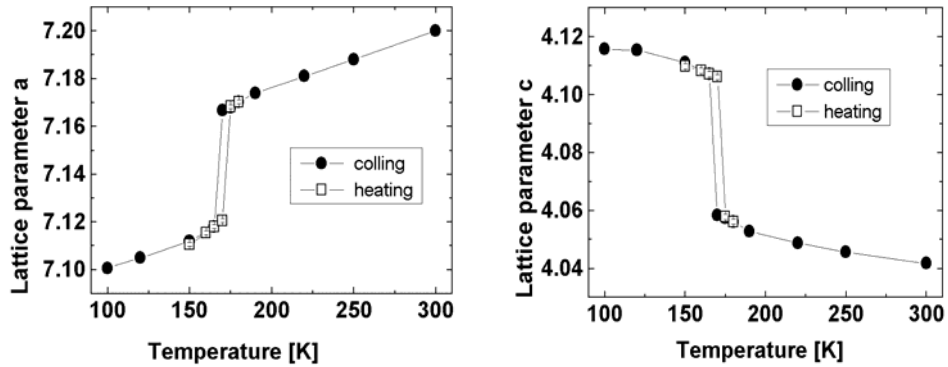 Lattice parameter a
7.20
7.18
7.16
7.14
7.12
7.10
colling
heating
100 150 200 250 300
Temperature [K]
Lattice parameter c
4.12
4.10
4.08
4.06
4.04
colling
heating
100 150 200 250 300
Temperature [K]